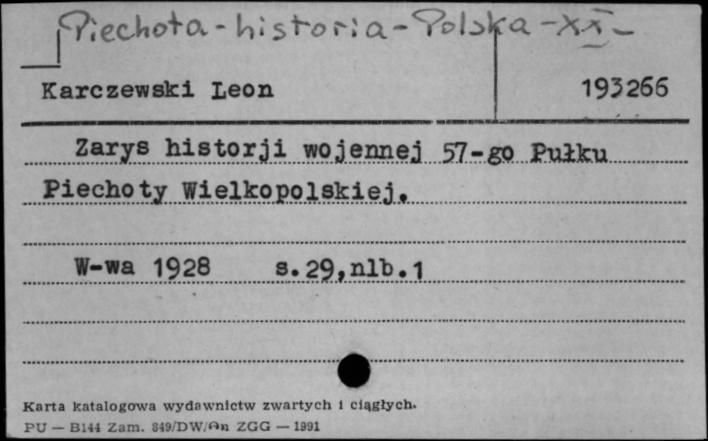 Piechota - historia - Polska - XX -
Karczewski Leon 193266
Zarys historji wojennej 57-go Pułku
Piechoty Wielkopolskiej.
W-wa 1928 s.29,nlb.1
Karta katalogowa wydawnictw zwartych i ciągłych.
PU — B144 Zam. 849/DW/ ZGG — 1991